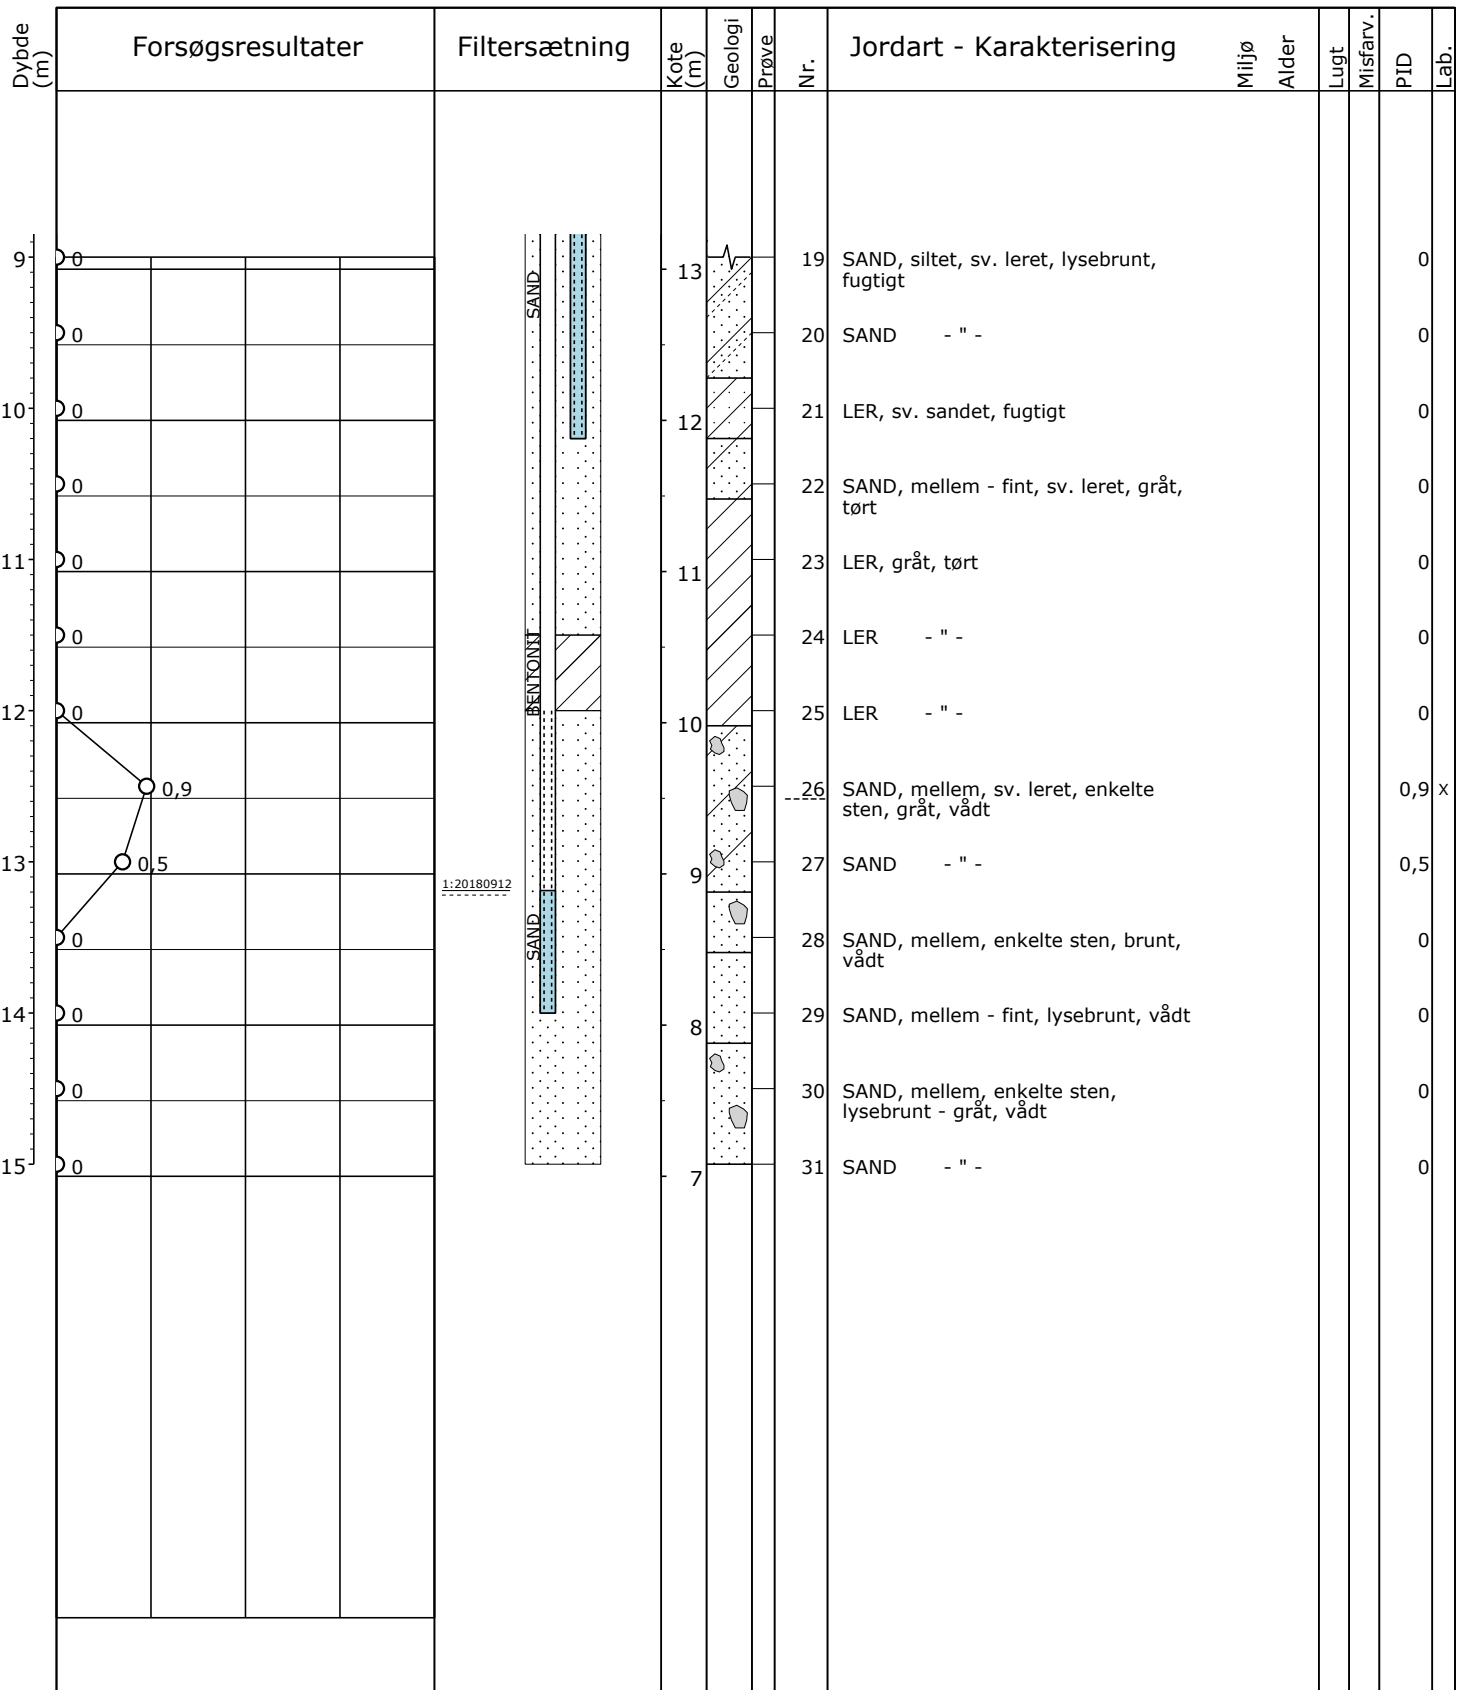 Dybde (m)
Forsøgsresultater
Filtersætning
Kote (m)
Geologi
Prøve
Nr.
Jordart - Karakterisering
Miljø
Alder
Lugt
Misfarv.
PID
Lab.
9 0 13 19 SAND, siltet, sv. leret, lysebrunt, 0
fugtigt
SAND
0 20 SAND - " - 0
10 0 12 21 LER, sv. sandet, fugtigt 0
0 22 SAND, mellem - fint, sv. leret, gråt, 0
tørt
11 0 11 23 LER, gråt, tørt 0
0 24 LER - " - 0
BENTONIT
12 0 10 25 LER - " - 0
0,9 26 SAND, mellem, sv. leret, enkelte 0,9 x
sten, gråt, vådt
13 0,5 9 27 SAND - " - 0,5
1:20180912
SAND
0 28 SAND, mellem, enkelte sten, brunt, 0
vådt
14 0 8 29 SAND, mellem - fint, lysebrunt, vådt 0
0 30 SAND, mellem, enkelte sten, 0
lysebrunt - gråt, vådt
15 0 7 31 SAND - " - 0